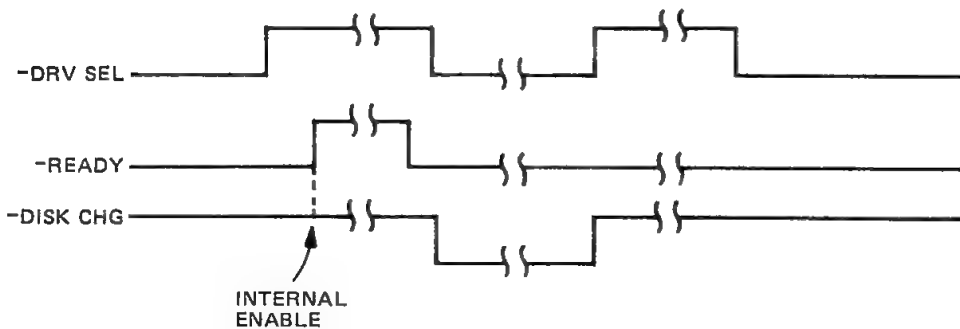 -DRV SEL
-READY
-DISK CHG
INTERNAL
ENABLE